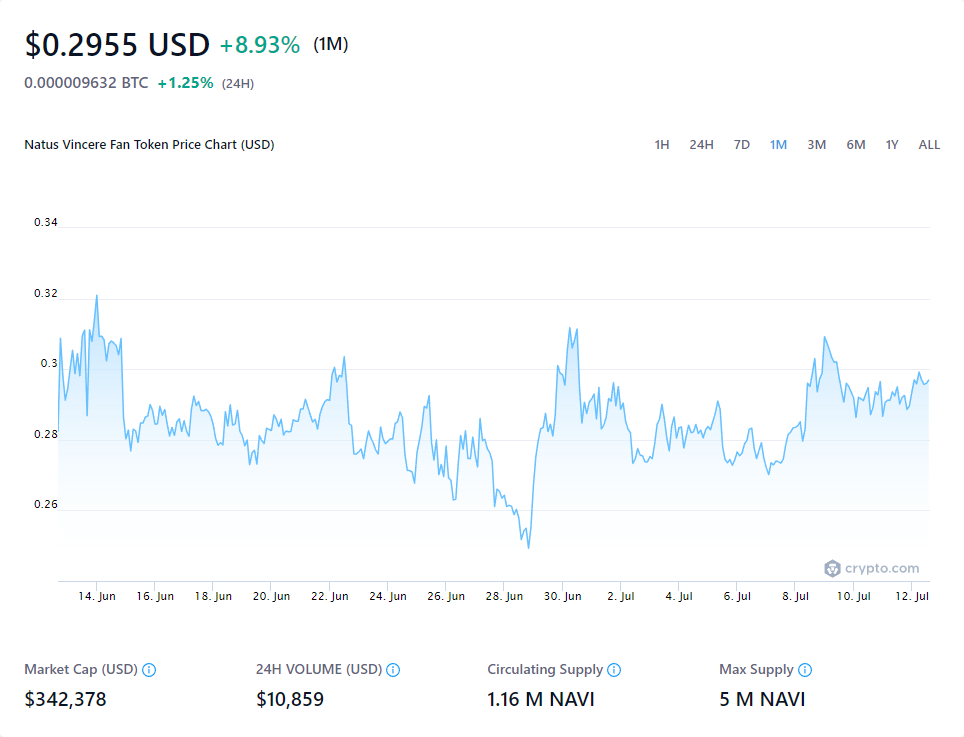 $0.2955 USD +8.93% (1M)
0.000009632 BTC +1.25% (24H)
Natus Vincere Fan Token Price Chart (USD) 1H 24H 7D 1M 3M 6M 1Y ALL
0.34
0.32
0.3
0.28
0.26
crypto.com
14. Jun 16. Jun 18. Jun 20. Jun 22. Jun 24. Jun 26. Jun 28. Jun 30. Jun 2. Jul 4. Jul 6. Jul 8. Jul 10. Jul 12. Jul
Market Cap (USD) 24H VOLUME (USD) Circulating Supply Max Supply
$342,378 $10,859 1.16 M NAVI 5 M NAVI